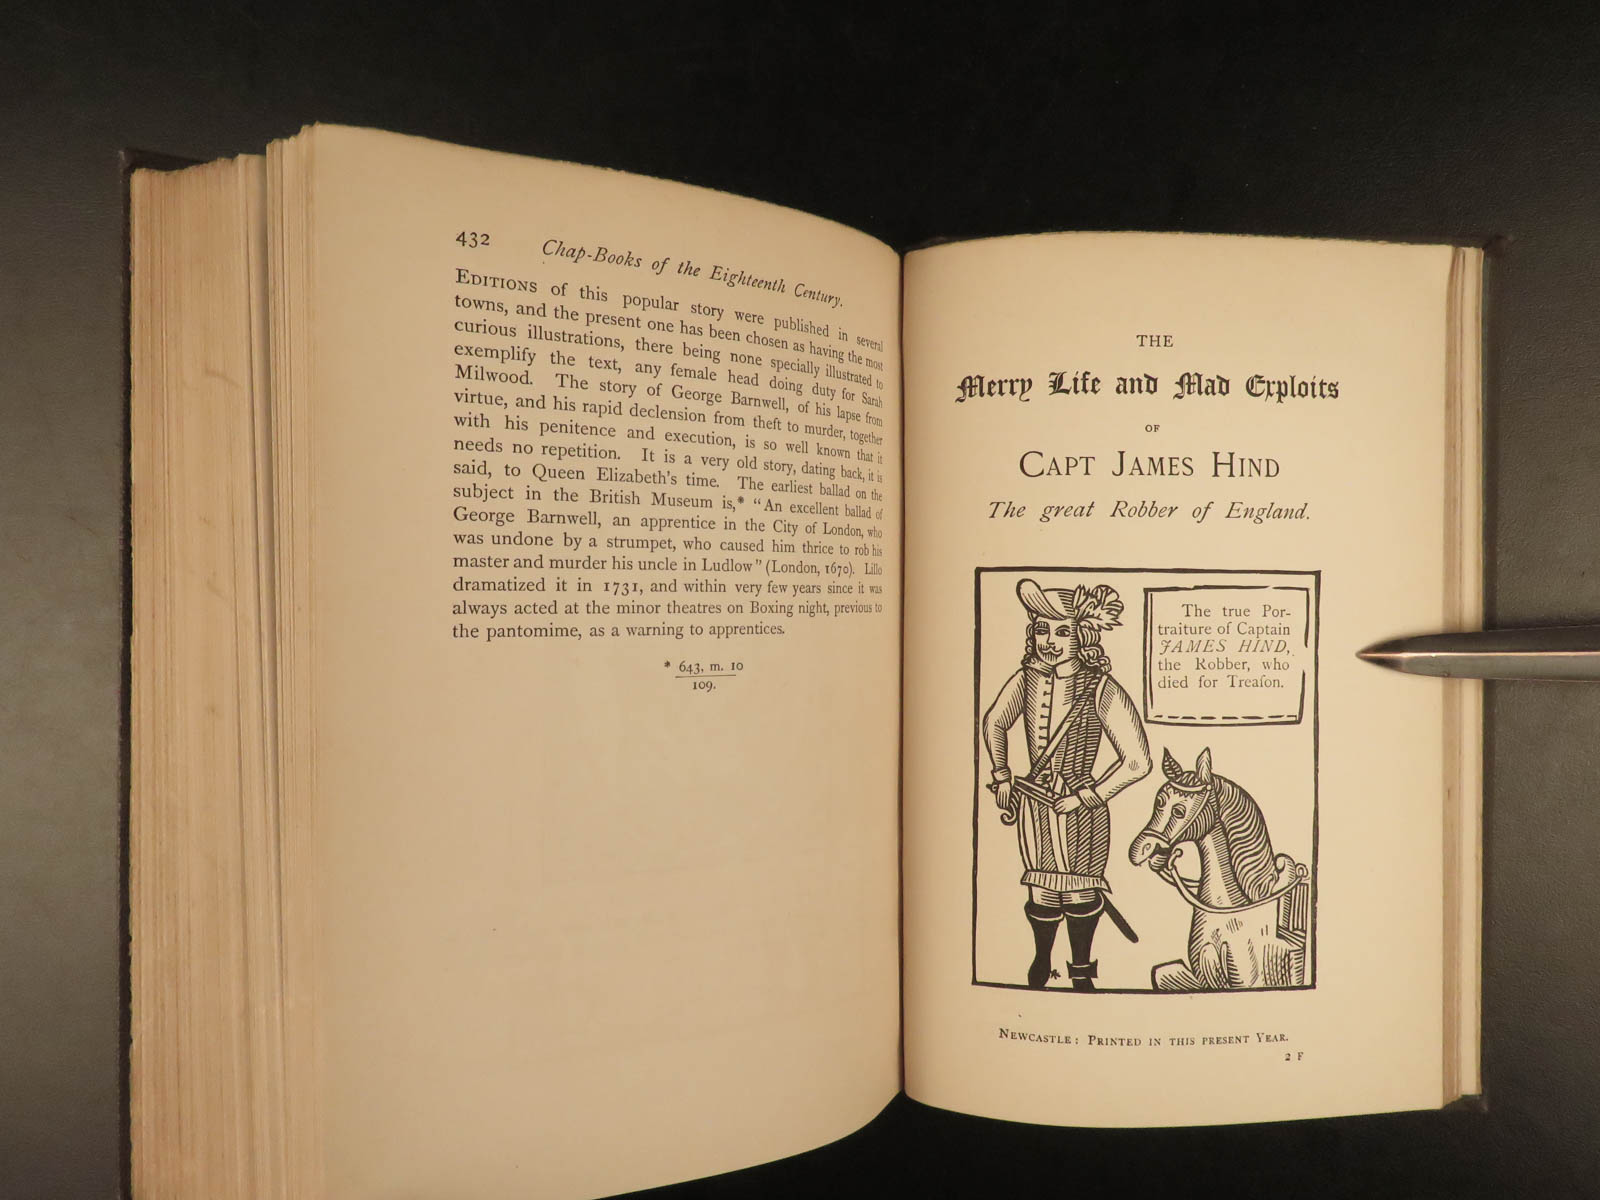 432 Chap-Books of the Eighteenth Century.
EDITIONS of this popular story were published in several
towns, and the present one has been chosen as having the most
curious illustrations, there being none specially illustrated to
exemplify the text, any female head doing duty for Sarah
Milwood. The story of George Barnwell, of his lapse from
virtue, and his rapid declension from theft to murder, together
with his penitence and execution, is so well known that it
needs no repetition. It is a very old story, dating back, it is
said, to Queen Elizabeth's time. The earliest ballad on the
subject in the British Museum is,* "An excellent ballad of
George Barnwell, an apprentice in the City of London, who
was undone by a strumpet, who caused him thrice to rob his
master and murder his uncle in Ludlow" (London, 1670). Lillo
dramatized it in 1731, and within very few years since it was
always acted at the minor theatres on Boxing night, previous to
the pantomime, as a warning to apprentices.
* 643, m. 10
109.
THE
Merry Life and Mad Exploits
OF
CAPT JAMES HIND
The great Robber of England.
The true Por-
traiture of Captain
JAMES HIND,
the Robber, who
died for Treaſon.
NEWCASTLE: PRINTED IN THIS PRESENT YEAR.
2 F